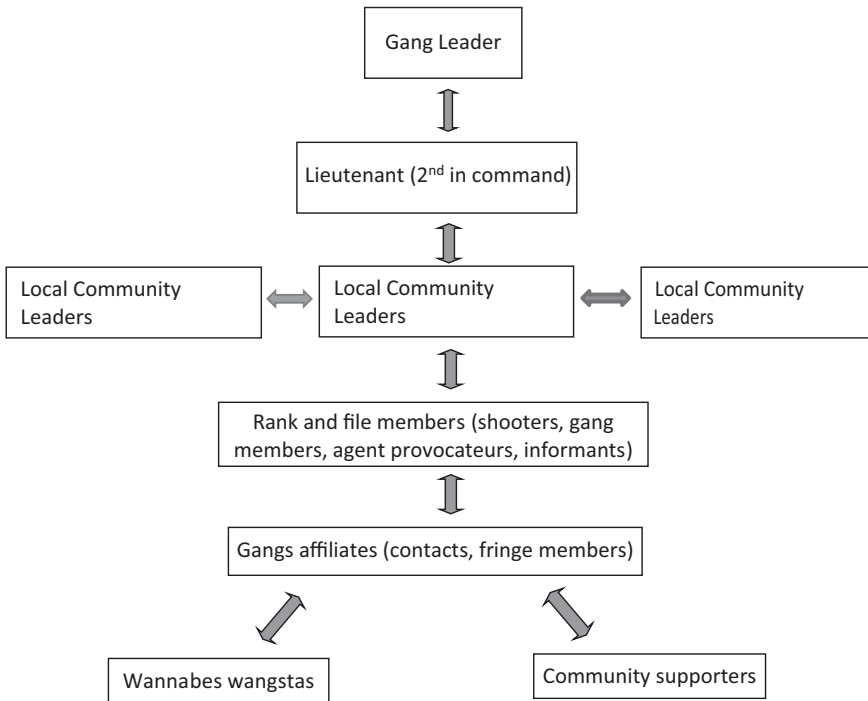 Gang Leader
Lieutenant (2nd in command)
Local Community
Leaders
Local Community
Leaders
Local Community
Leaders
Rank and file members (shooters, gang
members, agent provocateurs, informants)
Gangs affiliates (contacts, fringe members)
Wannabes wangstas
Community supporters